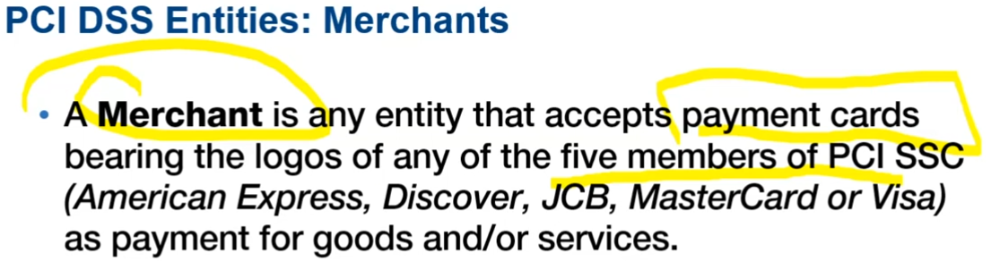 PCI DSS Entities: Merchants
• A Merchant is any entity that accepts payment cards
bearing the logos of any of the five members of PCI SSC
(American Express, Discover, JCB, MasterCard or Visa)
as payment for goods and/or services.